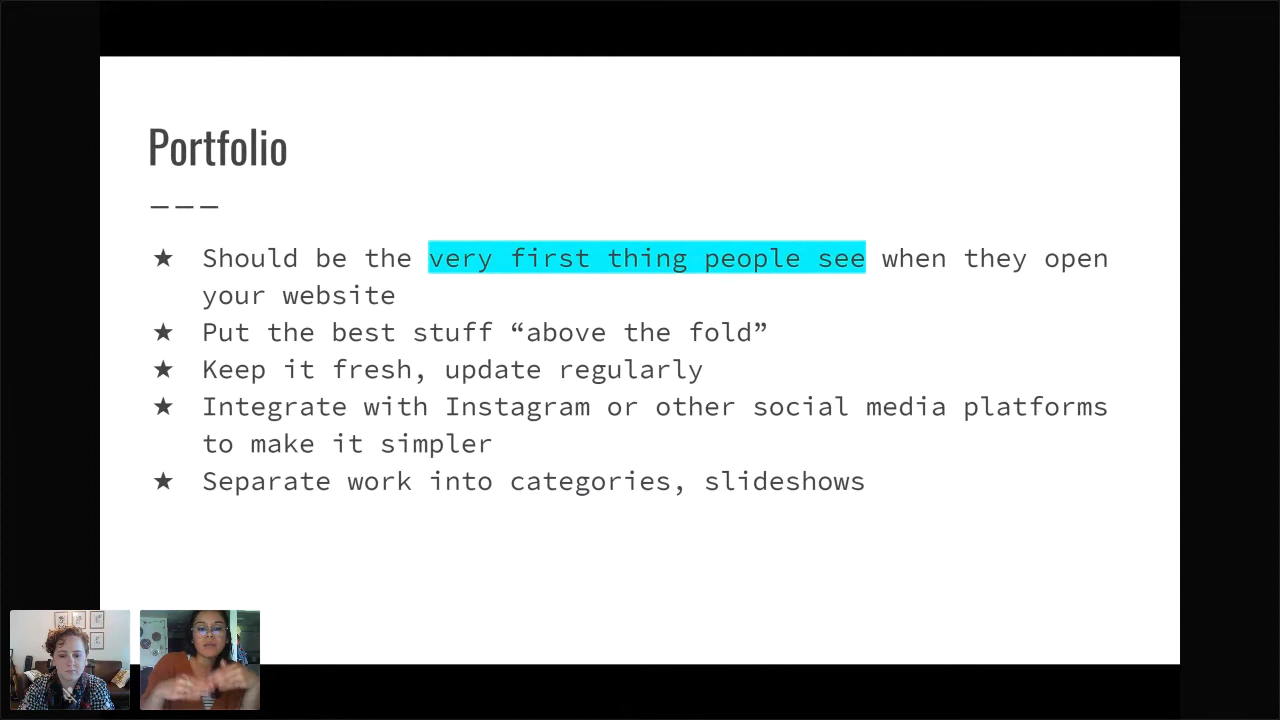 Portfolio
★ Should be the very first thing people see when they open
your website
★ Put the best stuff “above the fold”
★ Keep it fresh, update regularly
★ Integrate with Instagram or other social media platforms
to make it simpler
★ Separate work into categories, slideshows